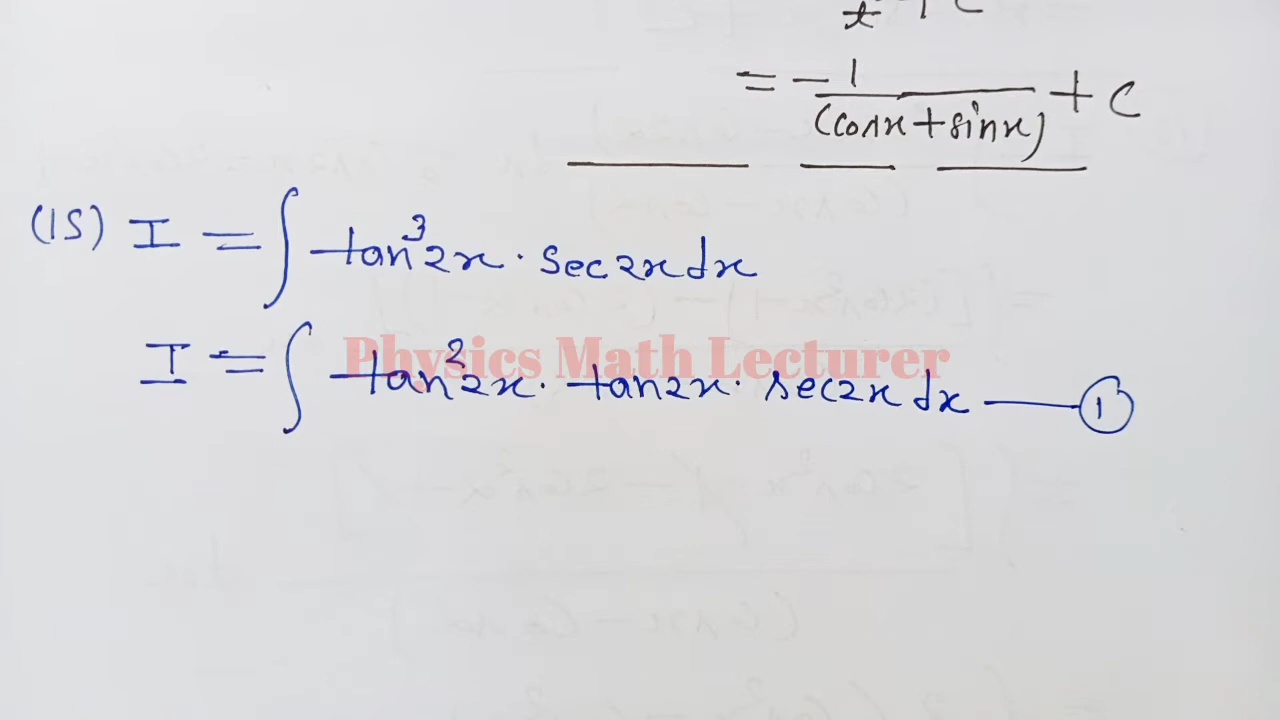 t + C
= -1/(cosx+sinx) + C
(15) I = ∫ tan³2x · sec2x dx
Physics Math Lecturer
I = ∫ tan²2x · tan2x · sec2x dx — ①